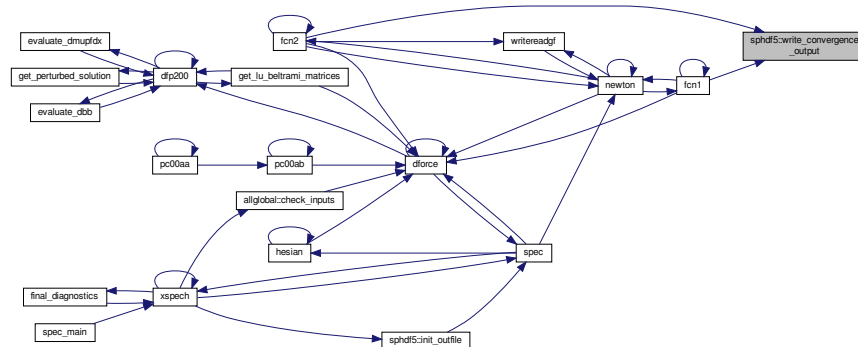 evaluate_dmupfdx
get_perturbed_solution
evaluate_dbb
dfp200
get_lu_beltrami_matrices
fcn2
writereadgf
sphdf5::write_convergence
_output
newton
fcn1
pc00aa
pc00ab
dforce
allglobal::check_inputs
hesian
spec
final_diagnostics
xspech
spec_main
sphdf5::init_outfile